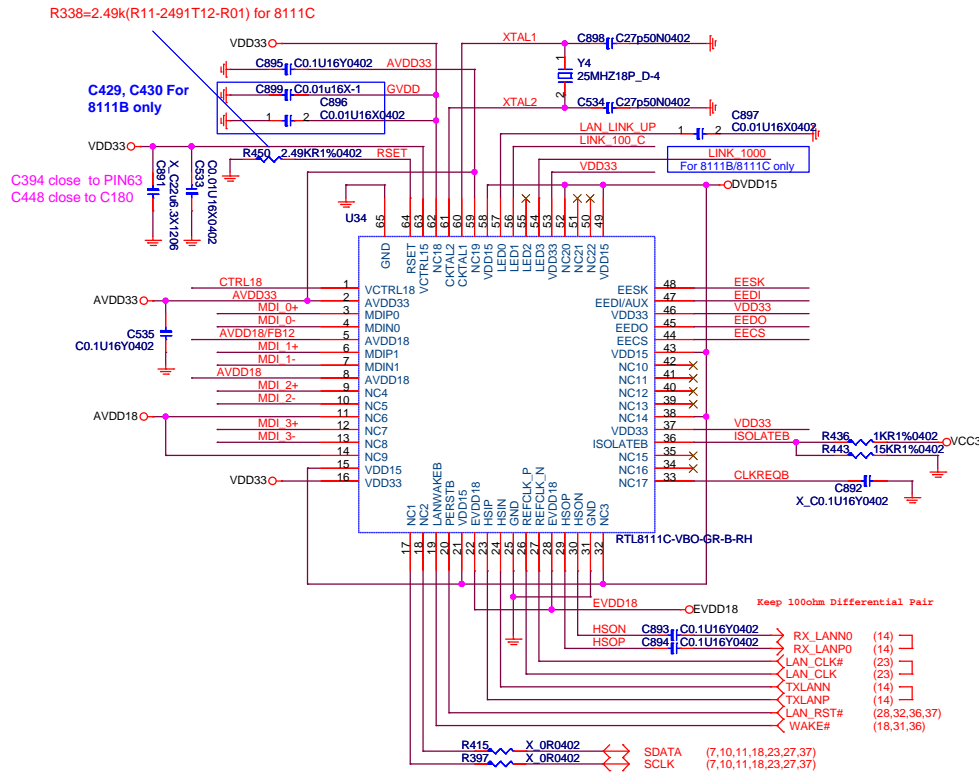 R338=2.49k(R11-2491T12-R01) for 8111C
VDD33
C895
C0.1U16Y0402
AVDD33
C429, C430 For
8111B only
C899
C0.01u16X-1
GVDD
C896
1
2
C0.01U16X0402
XTAL1
C898
C27p50N0402
1
Y4
25MHZ18P_D-4
2
XTAL2
C534
C27p50N0402
C897
LAN_LINK_UP
1
2
C0.01U16X0402
LINK_100_C
LINK_1000
For 8111B/8111C only
VDD33
VDD33
R450
2.49KR1%0402
RSET
DVDD15
C394 close to PIN63
C448 close to C180
C891
X_C22u6.3X1206
C533
C0.01U16X0402
U34
65
64
63
62
61
60
59
58
57
56
55
54
53
52
51
50
49
GND
RSET
VCTRL15
NC18
CKTAL2
CKTAL1
NC19
VDD15
LED0
LED1
LED2
LED3
VDD33
NC20
NC21
NC22
VDD15
CTRL18
1
VCTRL18
AVDD33
AVDD33
2
AVDD33
MDI_0+
3
MDIP0
MDI_0-
4
MDIN0
C535
C0.1U16Y0402
AVDD18/FB12
5
AVDD18
MDI_1+
6
MDIP1
MDI_1-
7
MDIN1
AVDD18
8
AVDD18
MDI_2+
9
NC4
MDI_2-
10
NC5
AVDD18
11
NC6
MDI_3+
12
NC7
MDI_3-
13
NC8
14
NC9
15
VDD15
VDD33
16
VDD33
EESK
48
EESK
EEDI/AUX
47
EEDI
VDD33
46
VDD33
EEDO
45
EEDO
EECS
44
EECS
VDD15
43
NC10
42
NC11
41
NC12
40
NC13
39
NC14
38
VDD33
37
VDD33
ISOLATEB
36
ISOLATEB
R436
1KR1%0402
VCC3
R443
15KR1%0402
NC15
35
NC16
34
NC17
33
CLKREQB
C892
X_C0.1U16Y0402
NC1
NC2
LANWAKEB
PERSTB
VDD15
EVDD18
HSIP
HSIN
GND
REFCLK_P
REFCLK_N
EVDD18
HSOP
HSON
GND
NC3
17
18
19
20
21
22
23
24
25
26
27
28
29
30
31
32
RTL8111C-VBO-GR-B-RH
EVDD18
EVDD18
Keep 100ohm Differential Pair
HSON
C893
C0.1U16Y0402
RX_LANN0
(14)
HSOP
C894
C0.1U16Y0402
RX_LANP0
(14)
LAN_CLK#
(23)
LAN_CLK
(23)
TXLANN
(14)
TXLANP
(14)
LAN_RST#
(28,32,36,37)
WAKE#
(18,31,36)
R415
X_0R0402
SDATA
(7,10,11,18,23,27,37)
R397
X_0R0402
SCLK
(7,10,11,18,23,27,37)